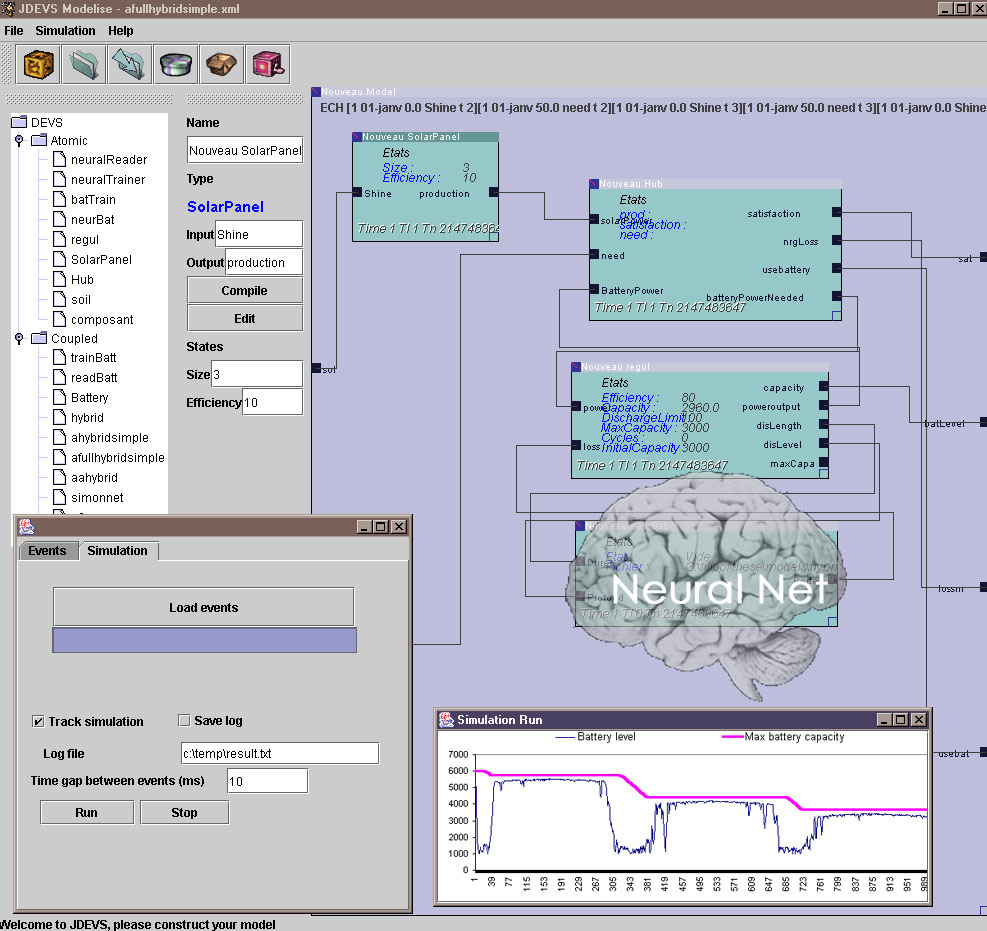 JDEVS Modelise - afullhybridsimple.xml
File Simulation Help
DEVS
Atomic
neuralReader
neuralTrainer
batTrain
neurBat
regul
SolarPanel
Hub
soil
composant
Coupled
trainBatt
readBatt
Battery
hybrid
ahybridsimple
afullhybridsimple
aahybrid
simonnet
Name
Nouveau SolarPanel
Type
SolarPanel
Input Shine
Output production
Compile
Edit
States
Size 3
Efficiency 10
Nouveau Model
ECH [1 01-janv 0.0 Shine t 2][1 01-janv 50.0 need t 2][1 01-janv 0.0 Shine t 3][1 01-janv 50.0 need t 3][1 01-janv 0.0 Shine
Nouveau SolarPanel
Etats
Size : 3
Efficiency : 10
Shine production
Time 1 Tl 1 Tn 2147483647
sol
Nouveau Hub
Etats
prod :
satisfaction :
need :
solarPower
need
BatteryPower
satisfaction
nrgLoss
usebattery
batteryPowerNeeded
Time 1 Tl 1 Tn 2147483647
Nouveau regul
Etats
Efficiency : 80
Capacity : 2960.0
DischargeLimit 100
MaxCapacity : 3000
Cycles : 0
InitialCapacity 3000
power
loss
capacity
poweroutput
disLength
disLevel
maxCapa
Time 1 Tl 1 Tn 2147483647
Etats
Etat : Vide
Fichier :
Neural Net
Time 1 Tl 0 Tn 2147483647
sat
batLevel
lossm
usebat
Events Simulation
Load events
Track simulation Save log
Log file c:\temp\result.txt
Time gap between events (ms) 10
Run Stop
Simulation Run
Battery level Max battery capacity
7000
6000
5000
4000
3000
2000
1000
0
1 39 77 115 153 191 229 267 305 343 381 419 457 495 533 571 609 647 685 723 761 799 837 875 913 951 989
Welcome to JDEVS, please construct your model